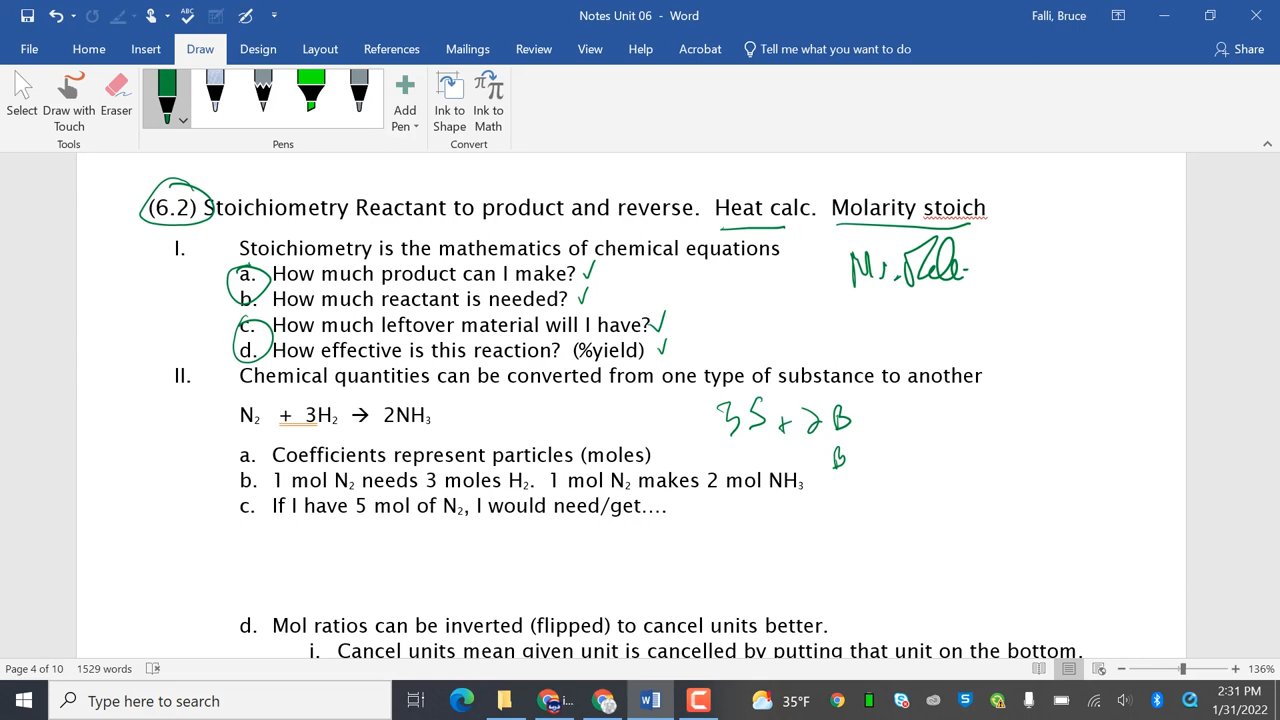 Notes Unit 06 - Word
Falli, Bruce
File Home Insert Draw Design Layout References Mailings Review View Help Acrobat Tell me what you want to do Share
Select Draw with Touch Eraser Add Pen Ink to Shape Ink to Math
Tools Pens Convert
(6.2) Stoichiometry Reactant to product and reverse. Heat calc. Molarity stoich
I. Stoichiometry is the mathematics of chemical equations
a. How much product can I make? ✓
b. How much reactant is needed? ✓
c. How much leftover material will I have? ✓
d. How effective is this reaction? (%yield) ✓
II. Chemical quantities can be converted from one type of substance to another
N₂ + 3H₂ → 2NH₃ 3S + 2B
B
a. Coefficients represent particles (moles)
b. 1 mol N₂ needs 3 moles H₂. 1 mol N₂ makes 2 mol NH₃
c. If I have 5 mol of N₂, I would need/get....
d. Mol ratios can be inverted (flipped) to cancel units better.
i. Cancel units mean given unit is cancelled by putting that unit on the bottom.
Page 4 of 10 1529 words 136%
Type here to search
i...
35°F
2:31 PM
1/31/2022